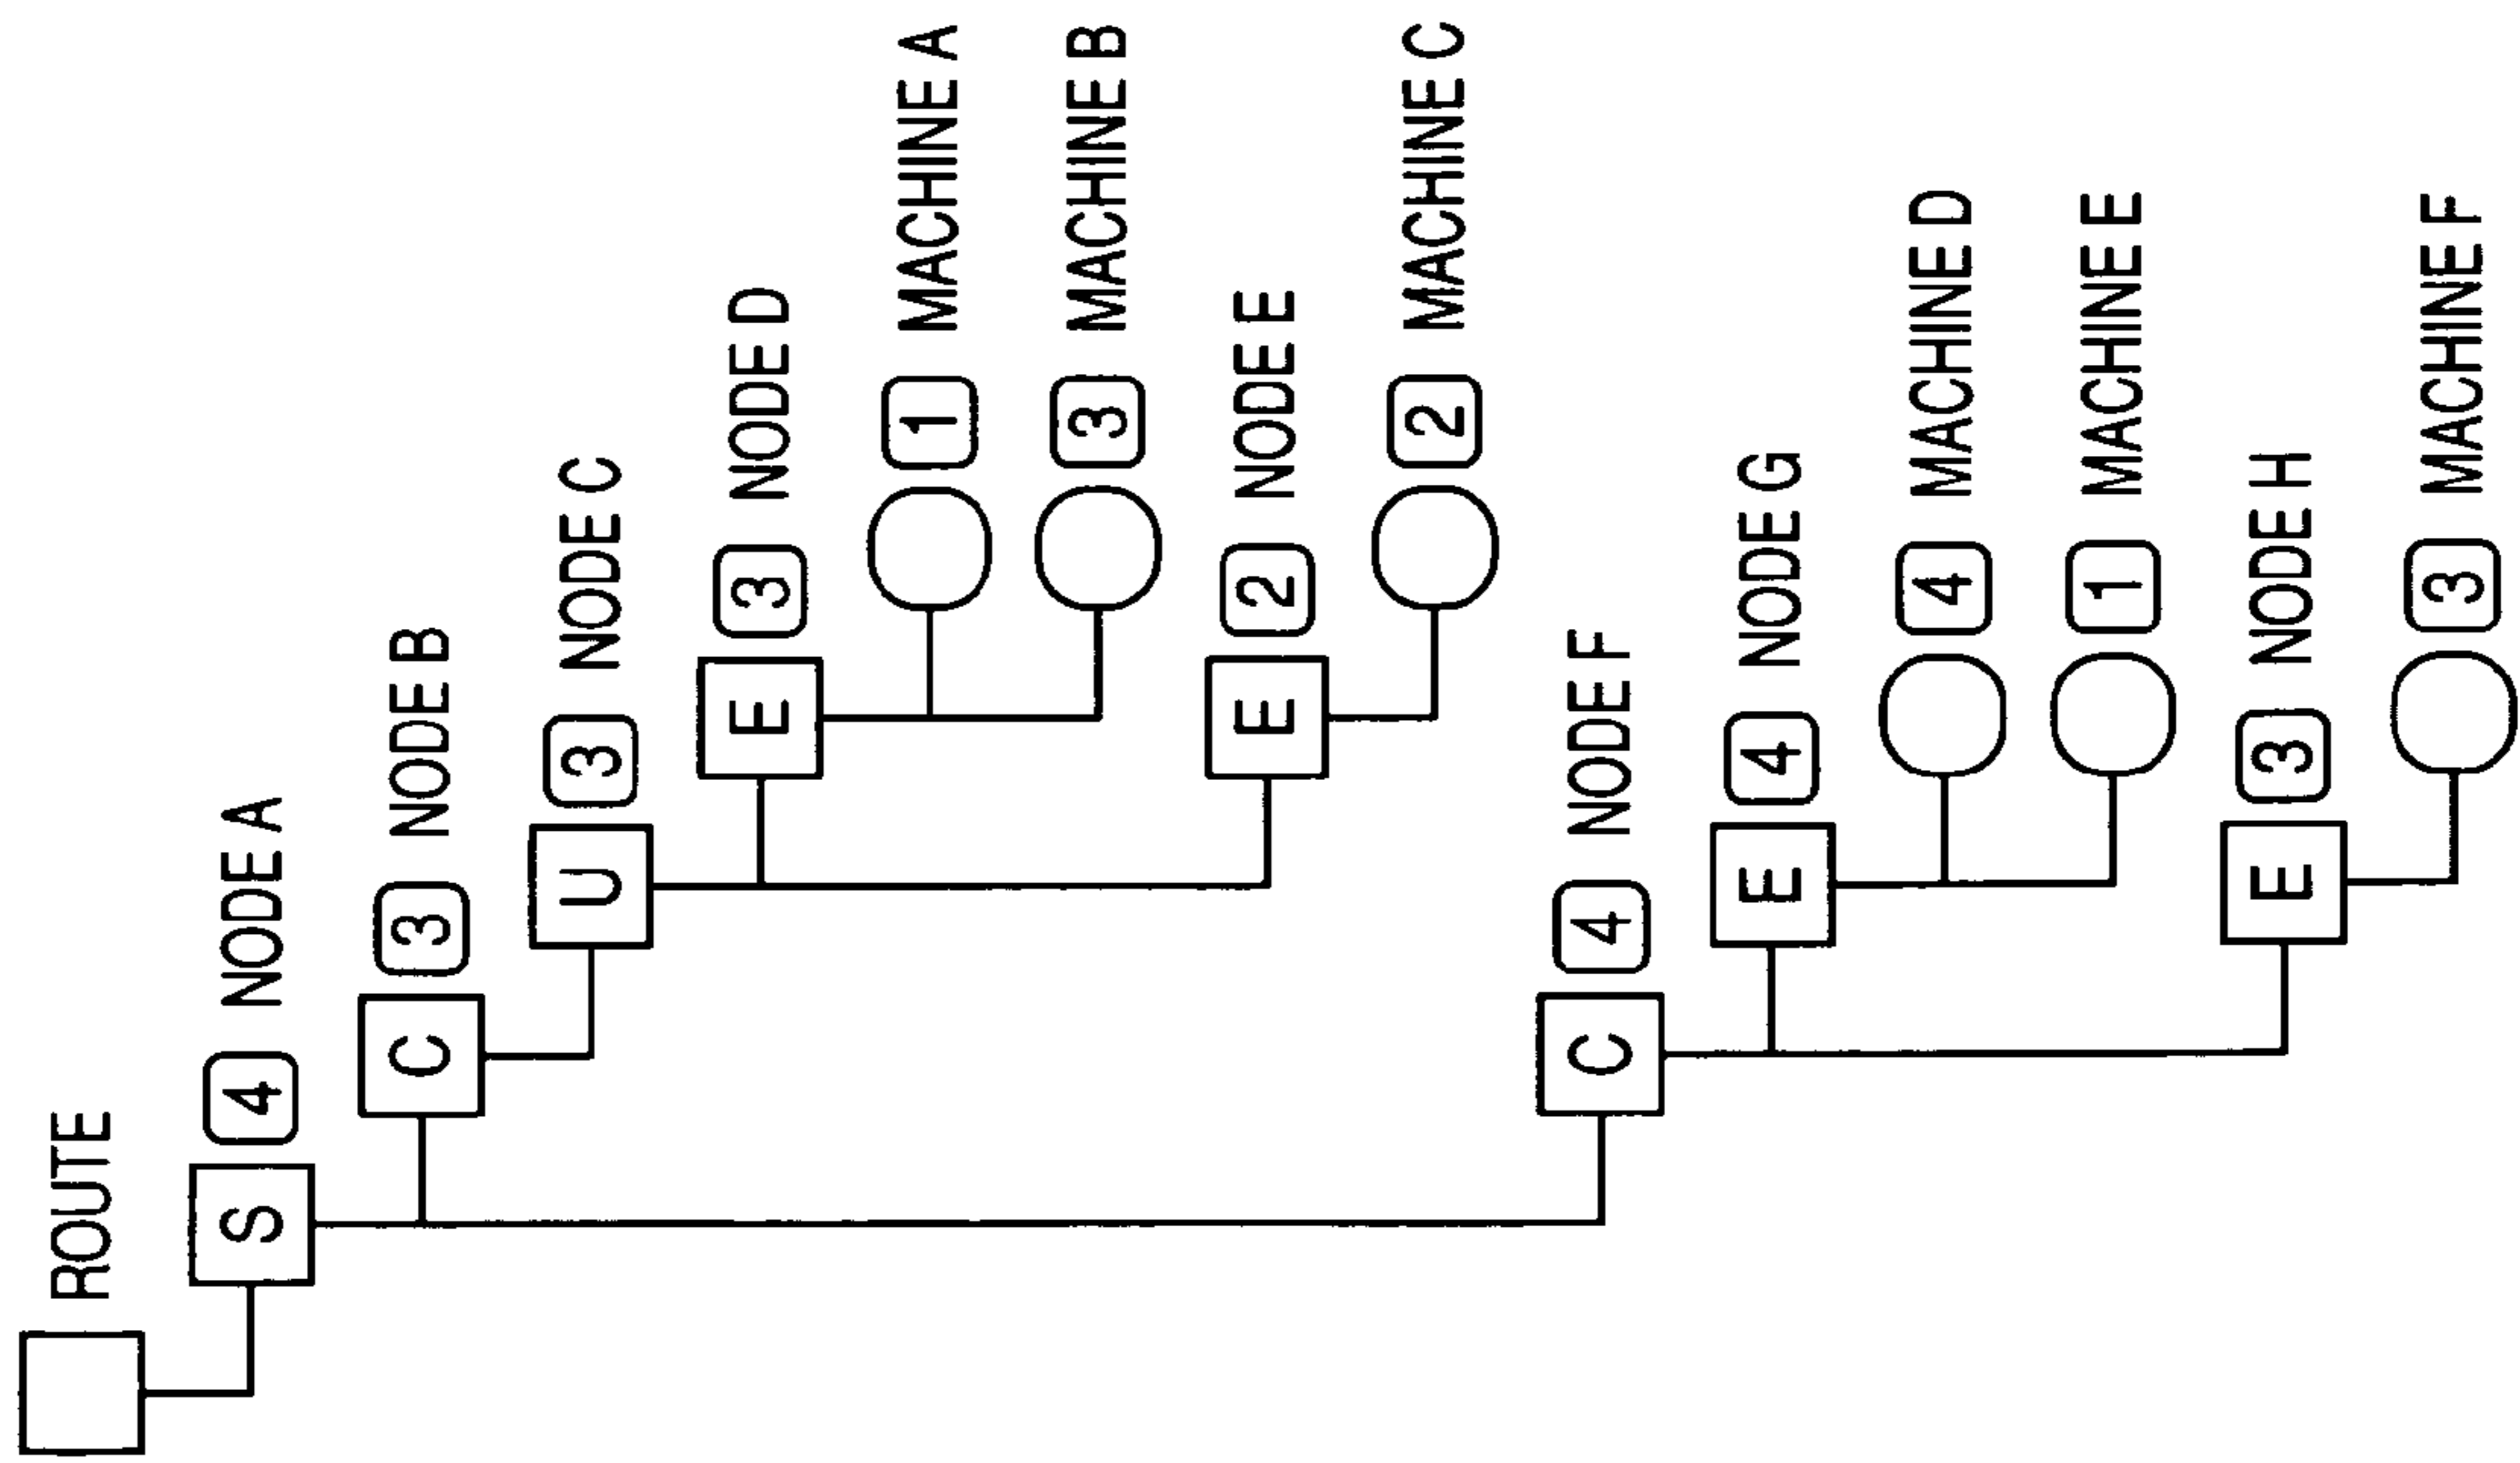 ROUTE
S 4 NODE A
C 3 NODE B
U 3 NODE C
E 3 NODE D
1 MACHINE A
3 MACHINE B
E 2 NODE E
2 MACHINE C
C 4 NODE F
E 4 NODE G
4 MACHINE D
1 MACHINE E
E 3 NODE H
3 MACHINE F